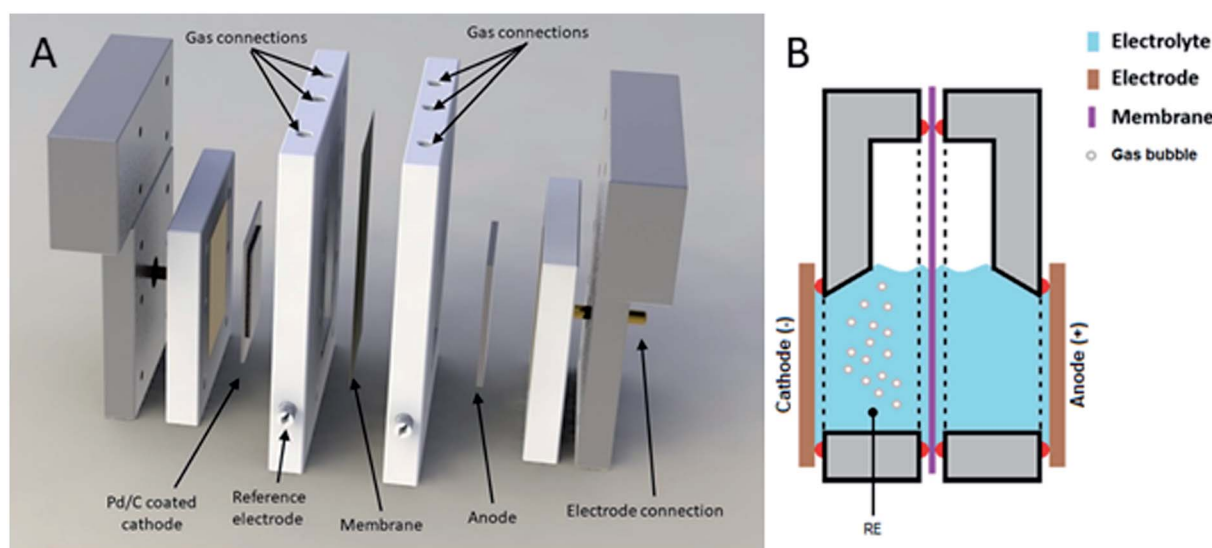 A
Gas connections
Gas connections
Pd/C coated
cathode
Reference
electrode
Membrane
Anode
Electrode connection
B
Electrolyte
Electrode
Membrane
Gas bubble
Cathode (-)
Anode (+)
RE